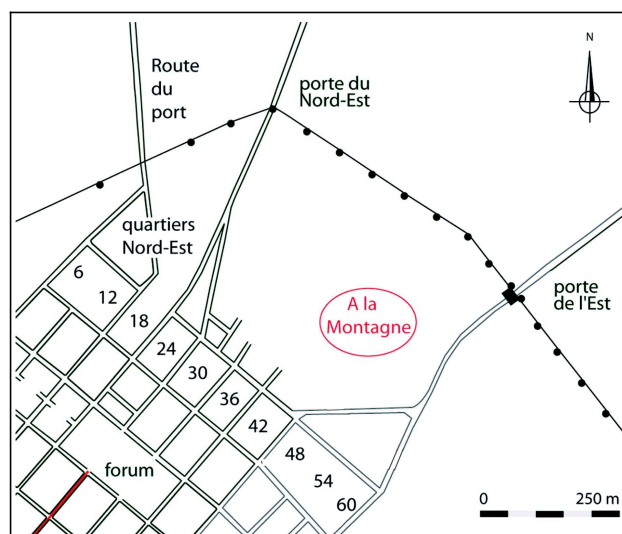 N
Route
du
port
porte du
Nord-Est
quartiers
Nord-Est
6
12
18
24
30
36
42
48
54
60
A la
Montagne
porte
de l'Est
forum
0 250 m